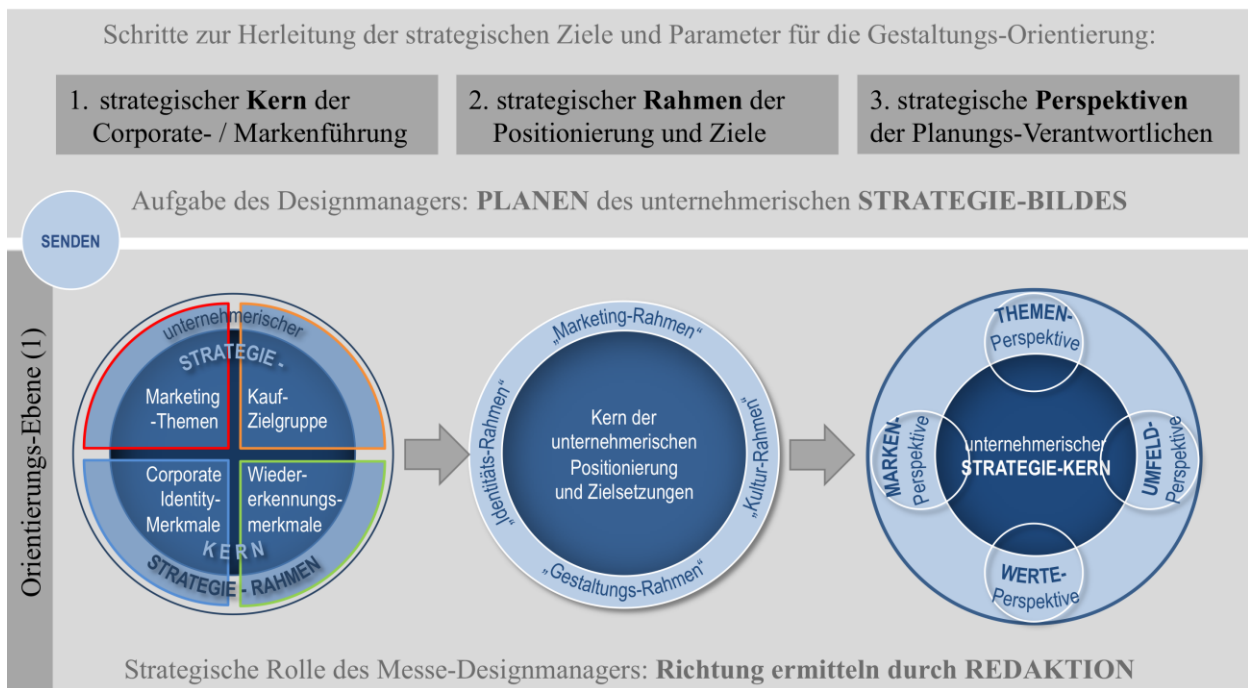 Schritte zur Herleitung der strategischen Ziele und Parameter für die Gestaltungs-Orientierung:
1. strategischer Kern der
Corporate- / Markenführung
2. strategischer Rahmen der
Positionierung und Ziele
3. strategische Perspektiven
der Planungs-Verantwortlichen
Aufgabe des Designmanagers: PLANEN des unternehmerischen STRATEGIE-BILDES
SENDEN
Orientierungs-Ebene (1)
unternehmerischer
STRATEGIE -
Marketing
-Themen
Kauf-
Zielgruppe
Corporate
Identity-
Merkmale
Wieder-
erkennungs-
merkmale
KERN
STRATEGIE - RAHMEN
„Marketing-Rahmen“
„Identitäts-Rahmen“
Kern der
unternehmerischen
Positionierung
und Zielsetzungen
„Kultur-Rahmen“
„Gestaltungs-Rahmen“
THEMEN-
Perspektive
MARKEN-
Perspektive
unternehmerischer
STRATEGIE-KERN
UMFELD-
Perspektive
WERTE-
Perspektive
Strategische Rolle des Messe-Designmanagers: Richtung ermitteln durch REDAKTION